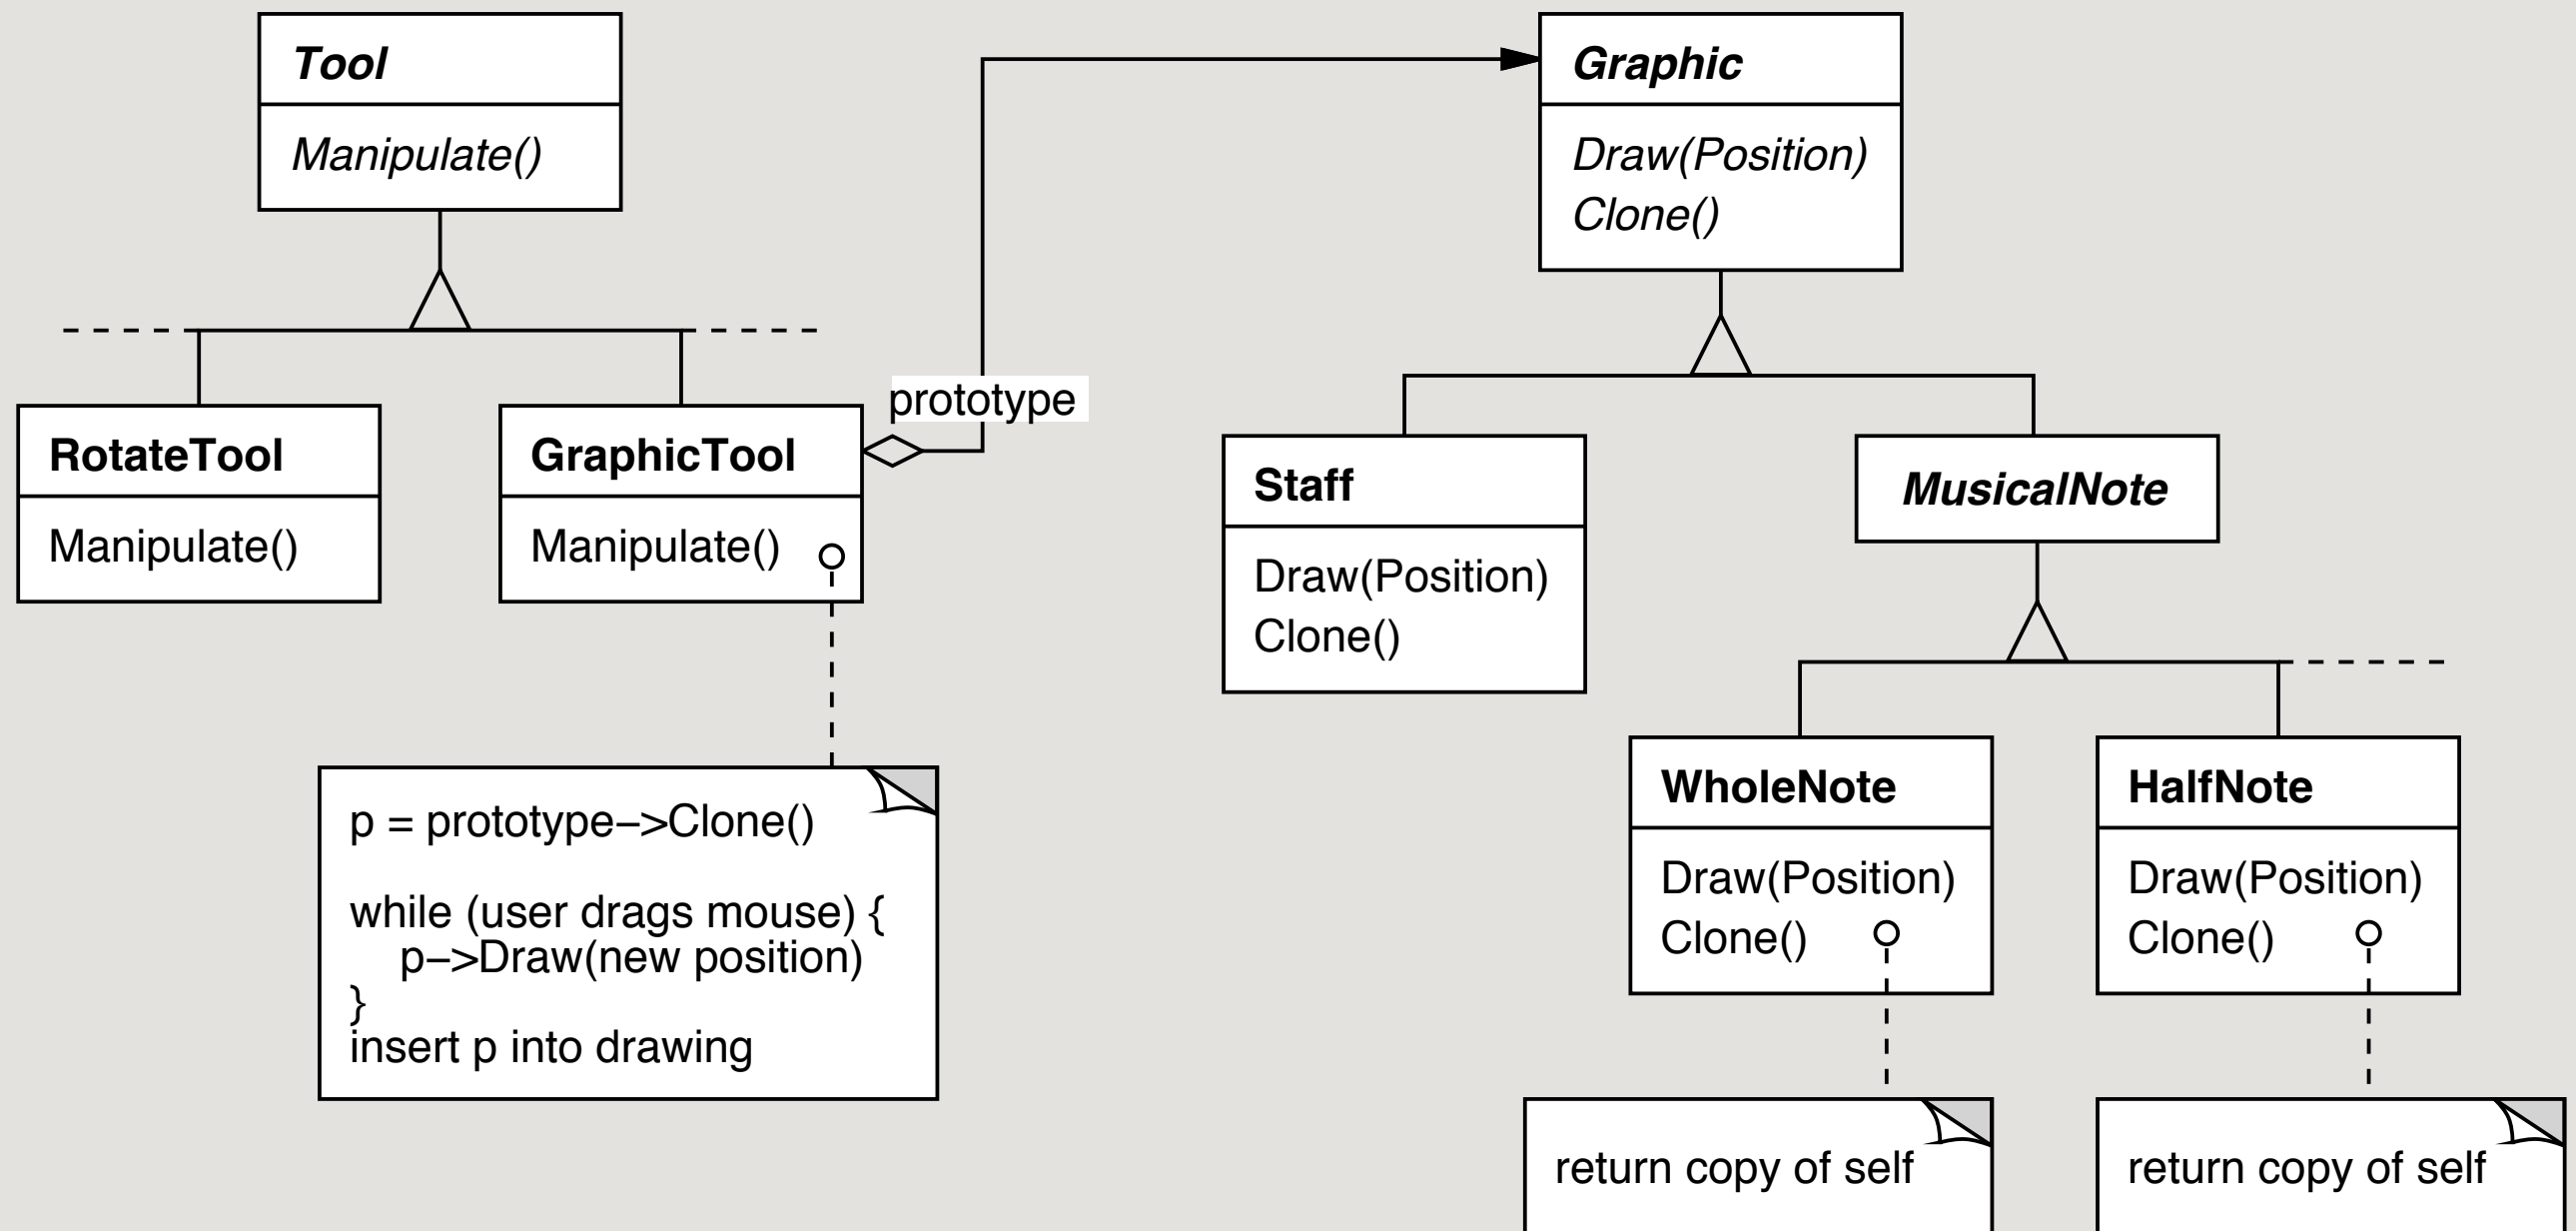 Tool
Manipulate()
Graphic
Draw(Position)
Clone()
prototype
RotateTool
Manipulate()
GraphicTool
Manipulate()
Staff
Draw(Position)
Clone()
MusicalNote
WholeNote
Draw(Position)
Clone()
HalfNote
Draw(Position)
Clone()
p = prototype–>Clone()
while (user drags mouse) {
p–>Draw(new position)
}
insert p into drawing
return copy of self
return copy of self